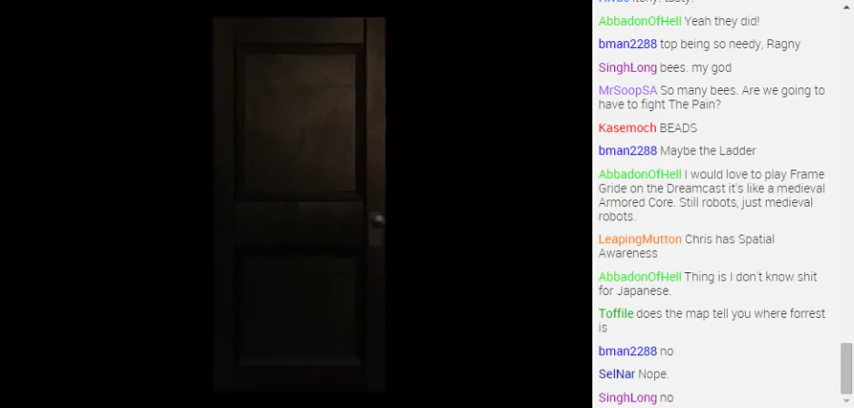 AbbadonOfHell Yeah they did!
bman2288 top being so needy, Ragny
SinghLong bees. my god
MrSoopSA So many bees. Are we going to
have to fight The Pain?
Kasemoch BEADS
bman2288 Maybe the Ladder
AbbadonOfHell I would love to play Frame
Gride on the Dreamcast it's like a medieval
Armored Core. Still robots, just medieval
robots.
LeapingMutton Chris has Spatial
Awareness
AbbadonOfHell Thing is I don't know shit
for Japanese.
Toffile does the map tell you where forrest
is
bman2288 no
SelNar Nope.
SinghLong no